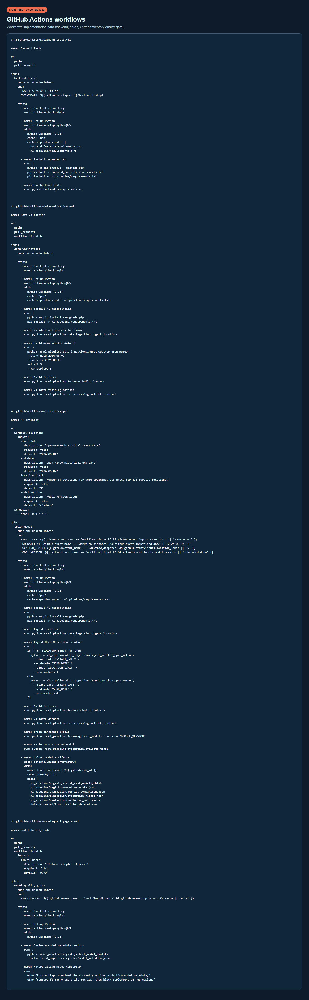 Frost Puno - evidencia local
GitHub Actions workflows
Workflows implementados para backend, datos, entrenamiento y quality gate.
# .github/workflows/backend-tests.yml
name: Backend Tests
on:
  push:
  pull_request:
jobs:
  backend-tests:
    runs-on: ubuntu-latest
    env:
      ENABLE_SUPABASE: "false"
      PYTHONPATH: ${{ github.workspace }}/backend_fastapi
    steps:
      - name: Checkout repository
        uses: actions/checkout@v4
      - name: Set up Python
        uses: actions/setup-python@v5
        with:
          python-version: "3.11"
          cache: "pip"
          cache-dependency-path: |
            backend_fastapi/requirements.txt
            ml_pipeline/requirements.txt
      - name: Install dependencies
        run: |
          python -m pip install --upgrade pip
          pip install -r backend_fastapi/requirements.txt
          pip install -r ml_pipeline/requirements.txt
      - name: Run backend tests
        run: pytest backend_fastapi/tests -q
# .github/workflows/data-validation.yml
name: Data Validation
on:
  push:
  pull_request:
  workflow_dispatch:
jobs:
  data-validation:
    runs-on: ubuntu-latest
    steps:
      - name: Checkout repository
        uses: actions/checkout@v4
      - name: Set up Python
        uses: actions/setup-python@v5
        with:
          python-version: "3.11"
          cache: "pip"
          cache-dependency-path: ml_pipeline/requirements.txt
      - name: Install ML dependencies
        run: |
          python -m pip install --upgrade pip
          pip install -r ml_pipeline/requirements.txt
      - name: Validate and process locations
        run: python -m ml_pipeline.data_ingestion.ingest_locations
      - name: Build demo weather dataset
        run: >
          python -m ml_pipeline.data_ingestion.ingest_weather_open_meteo
          --start-date 2024-06-01
          --end-date 2024-06-03
          --limit 3
          --max-workers 3
      - name: Build features
        run: python -m ml_pipeline.features.build_features
      - name: Validate training dataset
        run: python -m ml_pipeline.preprocessing.validate_dataset
# .github/workflows/ml-training.yml
name: ML Training
on:
  workflow_dispatch:
    inputs:
      start_date:
        description: "Open-Meteo historical start date"
        required: false
        default: "2024-06-01"
      end_date:
        description: "Open-Meteo historical end date"
        required: false
        default: "2024-06-07"
      location_limit:
        description: "Number of locations for demo training. Use empty for all curated locations."
        required: false
        default: "5"
      model_version:
        description: "Model version label"
        required: false
        default: "ci-demo"
  schedule:
    - cron: "0 9 * * 1"
jobs:
  train-model:
    runs-on: ubuntu-latest
    env:
      START_DATE: ${{ github.event_name == 'workflow_dispatch' && github.event.inputs.start_date || '2024-06-01' }}
      END_DATE: ${{ github.event_name == 'workflow_dispatch' && github.event.inputs.end_date || '2024-06-07' }}
      LOCATION_LIMIT: ${{ github.event_name == 'workflow_dispatch' && github.event.inputs.location_limit || '5' }}
      MODEL_VERSION: ${{ github.event_name == 'workflow_dispatch' && github.event.inputs.model_version || 'scheduled-demo' }}
    steps:
      - name: Checkout repository
        uses: actions/checkout@v4
      - name: Set up Python
        uses: actions/setup-python@v5
        with:
          python-version: "3.11"
          cache: "pip"
          cache-dependency-path: ml_pipeline/requirements.txt
      - name: Install ML dependencies
        run: |
          python -m pip install --upgrade pip
          pip install -r ml_pipeline/requirements.txt
      - name: Ingest locations
        run: python -m ml_pipeline.data_ingestion.ingest_locations
      - name: Ingest Open-Meteo demo weather
        run: |
          if [ -n "$LOCATION_LIMIT" ]; then
            python -m ml_pipeline.data_ingestion.ingest_weather_open_meteo \
              --start-date "$START_DATE" \
              --end-date "$END_DATE" \
              --limit "$LOCATION_LIMIT" \
              --max-workers 4
          else
            python -m ml_pipeline.data_ingestion.ingest_weather_open_meteo \
              --start-date "$START_DATE" \
              --end-date "$END_DATE" \
              --max-workers 4
          fi
      - name: Build features
        run: python -m ml_pipeline.features.build_features
      - name: Validate dataset
        run: python -m ml_pipeline.preprocessing.validate_dataset
      - name: Train candidate models
        run: python -m ml_pipeline.training.train_models --version "$MODEL_VERSION"
      - name: Evaluate registered model
        run: python -m ml_pipeline.evaluation.evaluate_model
      - name: Upload model artifacts
        uses: actions/upload-artifact@v4
        with:
          name: frost-puno-model-${{ github.run_id }}
          retention-days: 14
          path: |
            ml_pipeline/registry/frost_risk_model.joblib
            ml_pipeline/registry/model_metadata.json
            ml_pipeline/evaluation/metrics_comparison.json
            ml_pipeline/evaluation/evaluation_report.json
            ml_pipeline/evaluation/confusion_matrix.csv
            data/processed/frost_training_dataset.csv
# .github/workflows/model-quality-gate.yml
name: Model Quality Gate
on:
  push:
  pull_request:
  workflow_dispatch:
    inputs:
      min_f1_macro:
        description: "Minimum accepted f1_macro"
        required: false
        default: "0.70"
jobs:
  model-quality-gate:
    runs-on: ubuntu-latest
    env:
      MIN_F1_MACRO: ${{ github.event_name == 'workflow_dispatch' && github.event.inputs.min_f1_macro || '0.70' }}
    steps:
      - name: Checkout repository
        uses: actions/checkout@v4
      - name: Set up Python
        uses: actions/setup-python@v5
        with:
          python-version: "3.11"
      - name: Evaluate model metadata quality
        run: >
          python -m ml_pipeline.registry.check_model_quality
          --metadata ml_pipeline/registry/model_metadata.json
      - name: Future active-model comparison
        run: |
          echo "Future step: download the currently active production model metadata,"
          echo "compare f1_macro and drift metrics, then block deployment on regression."